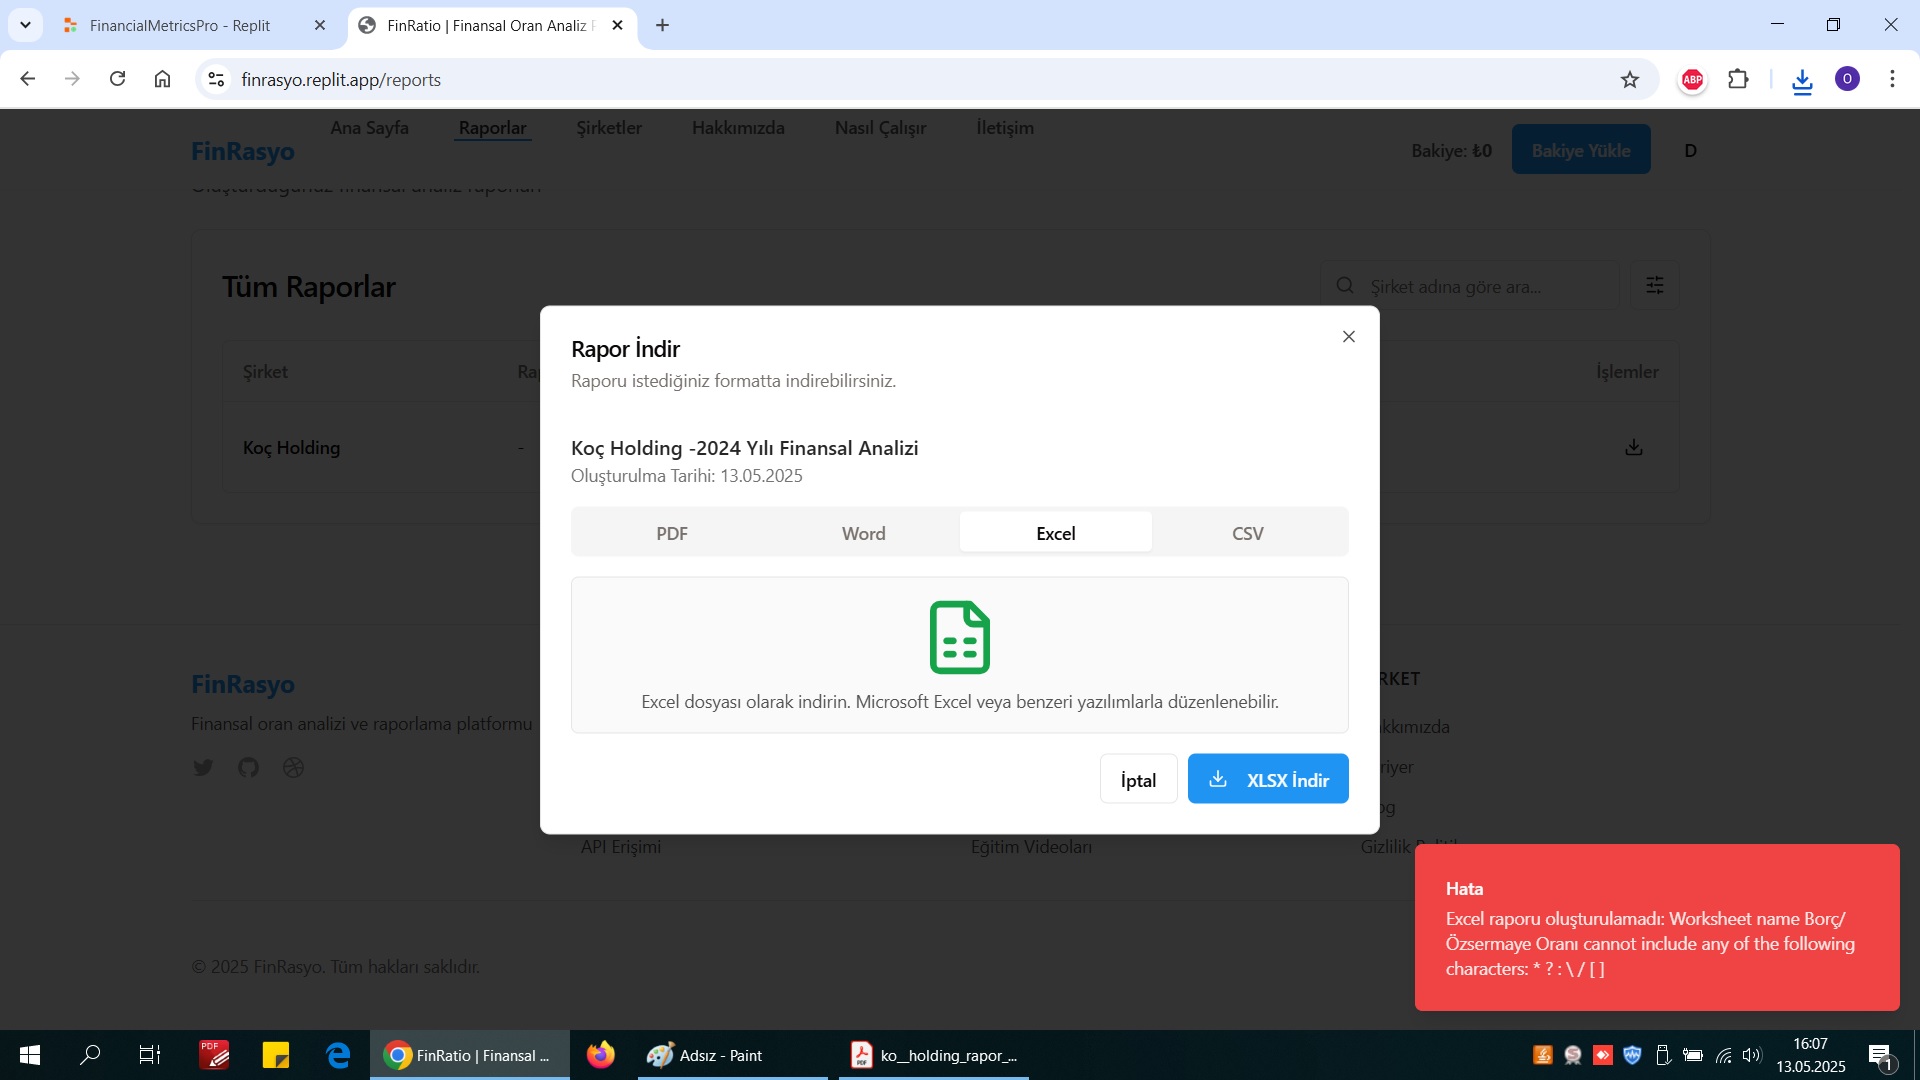 FinancialMetricsPro - Replit
FinRatio | Finansal Oran Analiz
finrasyo.replit.app/reports
ABP
O
FinRasyo
Ana Sayfa
Raporlar
Şirketler
Hakkımızda
Nasıl Çalışır
İletişim
Bakiye: ₺0
Bakiye Yükle
D
Oluşturduğunuz finansal analiz raporları
Tüm Raporlar
Şirket adına göre ara...
Şirket
İşlemler
Koç Holding
-
Rapor İndir
Raporu istediğiniz formatta indirebilirsiniz.
Koç Holding -2024 Yılı Finansal Analizi
Oluşturulma Tarihi: 13.05.2025
PDF
Word
Excel
CSV
Excel dosyası olarak indirin. Microsoft Excel veya benzeri yazılımlarla düzenlenebilir.
İptal
XLSX İndir
FinRasyo
Finansal oran analizi ve raporlama platformu
API Erişimi
Eğitim Videoları
Gizlilik
Hata
Excel raporu oluşturulamadı: Worksheet name Borç/
Özsermaye Oranı cannot include any of the following
characters: * ? : \ / [ ]
© 2025 FinRasyo. Tüm hakları saklıdır.
PDF
FinRatio | Finansal ...
Adsız - Paint
ko__holding_rapor_...
16:07
13.05.2025
1